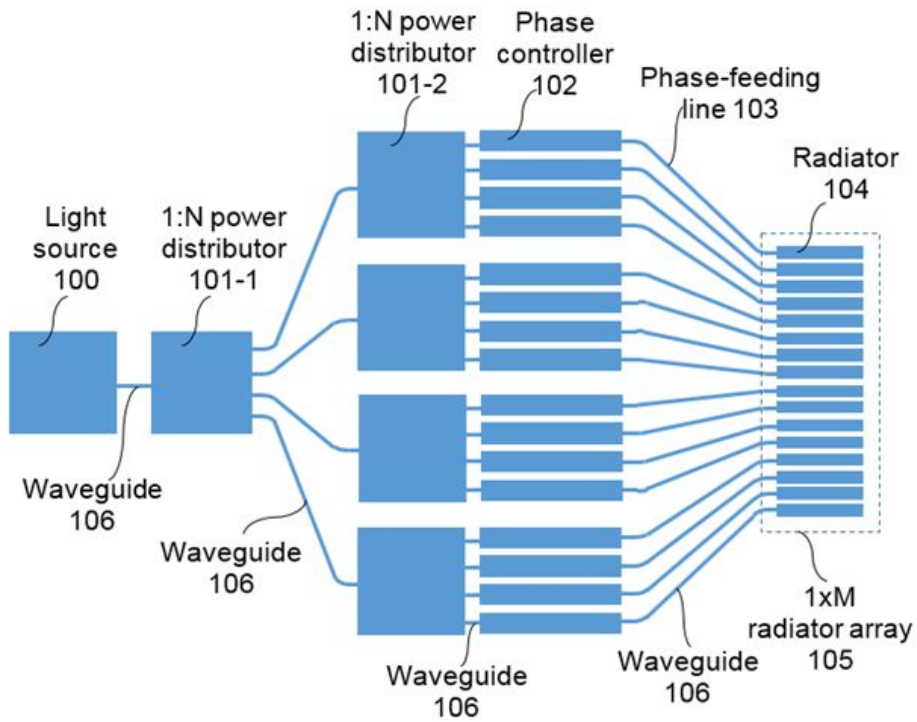 1:N power
distributor
101-2
Phase
controller
102
Phase-feeding
line 103
Radiator
104
Light
source
100
1:N power
distributor
101-1
Waveguide
106
Waveguide
106
Waveguide
106
Waveguide
106
1xM
radiator array
105